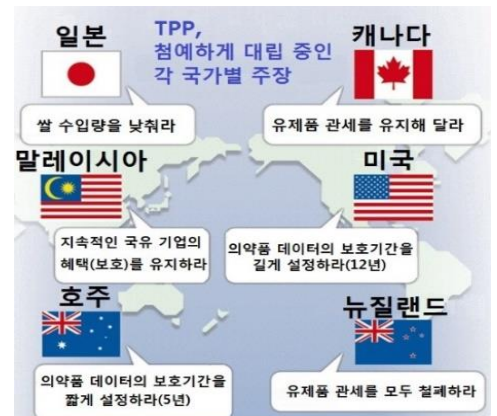 TPP,
첨예하게 대립 중인
각 국가별 주장
일본
쌀 수입량을 낮춰라
캐나다
유제품 관세를 유지해 달라
말레이시아
지속적인 국유 기업의
혜택(보호)를 유지하라
미국
의약품 데이터의 보호기간을
길게 설정하라(12년)
호주
의약품 데이터의 보호기간을
짧게 설정하라(5년)
뉴질랜드
유제품 관세를 모두 철폐하라